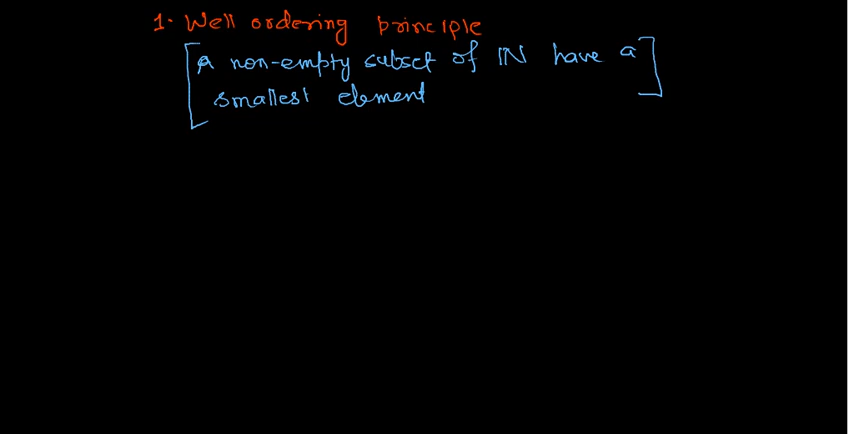 1. Well ordering principle
[a non-empty subset of ℕ have a
smallest element]